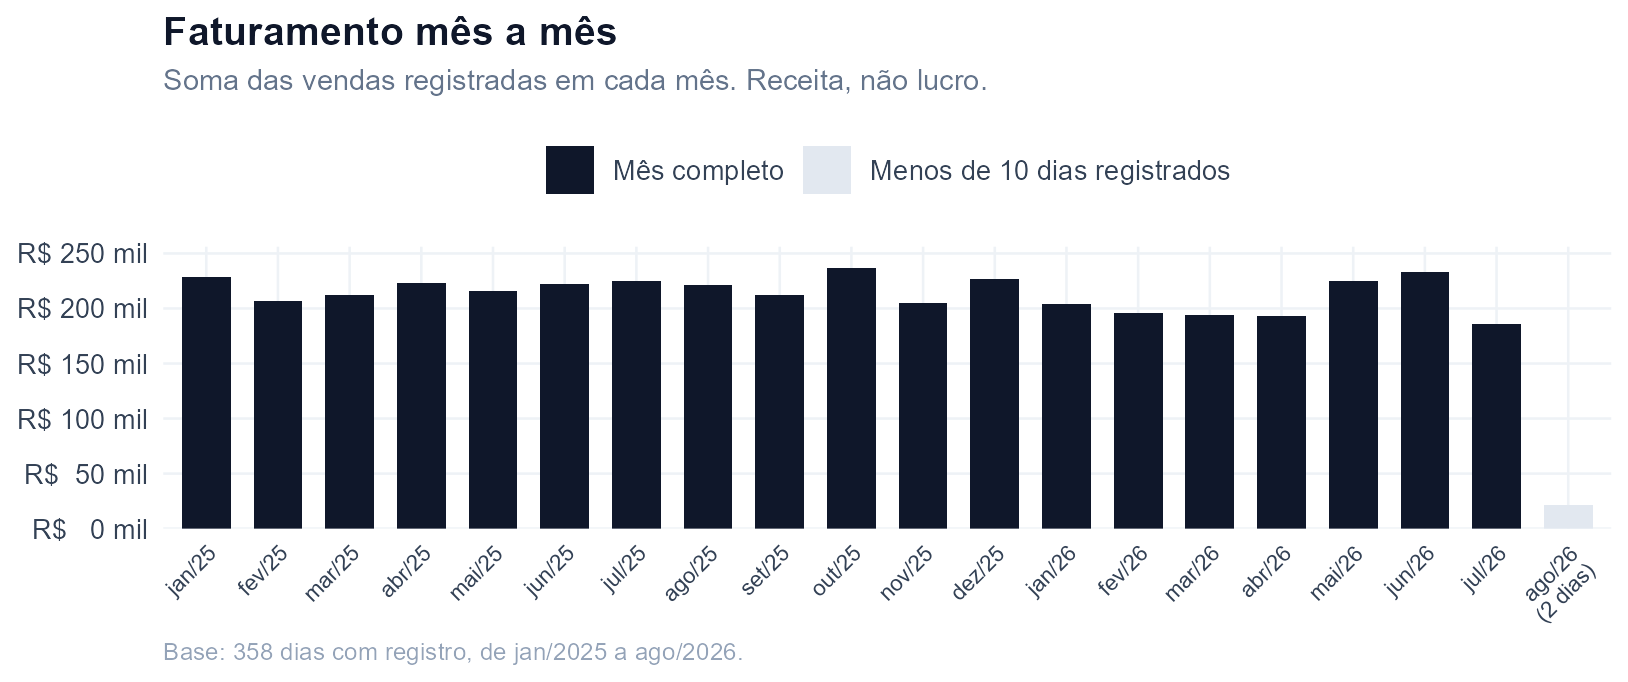 Faturamento mês a mês
Soma das vendas registradas em cada mês. Receita, não lucro.
Mês completo
Menos de 10 dias registrados
R$ 250 mil
R$ 200 mil
R$ 150 mil
R$ 100 mil
R$ 50 mil
R$ 0 mil
jan/25
fev/25
mar/25
abr/25
mai/25
jun/25
jul/25
ago/25
set/25
out/25
nov/25
dez/25
jan/26
fev/26
mar/26
abr/26
mai/26
jun/26
jul/26
ago/26
(2 dias)
Base: 358 dias com registro, de jan/2025 a ago/2026.